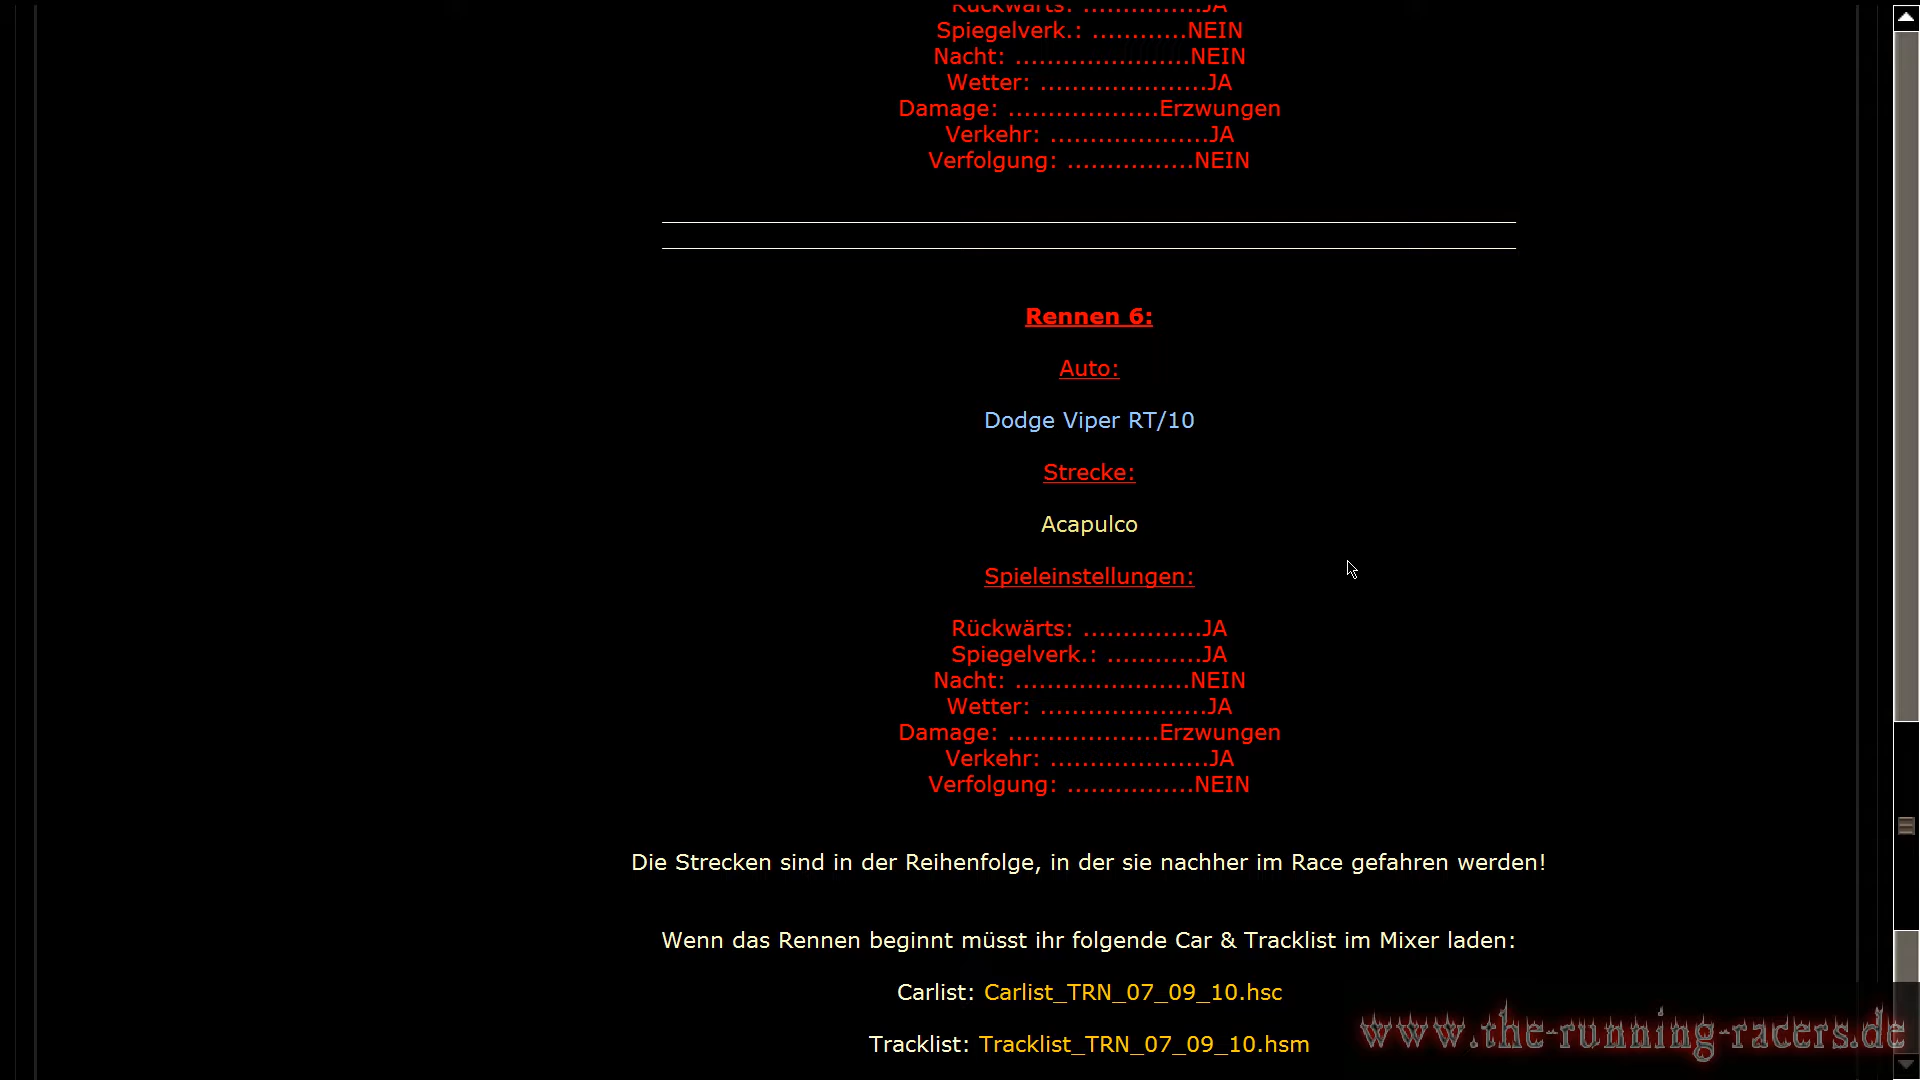 Rückwärts: ...............JA
Spiegelverk.: ............NEIN
Nacht: ......................NEIN
Wetter: .....................JA
Damage: ...................Erzwungen
Verkehr: ....................JA
Verfolgung: ................NEIN
Rennen 6:
Auto:
Dodge Viper RT/10
Strecke:
Acapulco
Spieleinstellungen:
Rückwärts: ...............JA
Spiegelverk.: ............JA
Nacht: ......................NEIN
Wetter: .....................JA
Damage: ...................Erzwungen
Verkehr: ....................JA
Verfolgung: ................NEIN
Die Strecken sind in der Reihenfolge, in der sie nachher im Race gefahren werden!
Wenn das Rennen beginnt müsst ihr folgende Car & Tracklist im Mixer laden:
Carlist: Carlist_TRN_07_09_10.hsc
Tracklist: Tracklist_TRN_07_09_10.hsm
www.the-running-racers.de